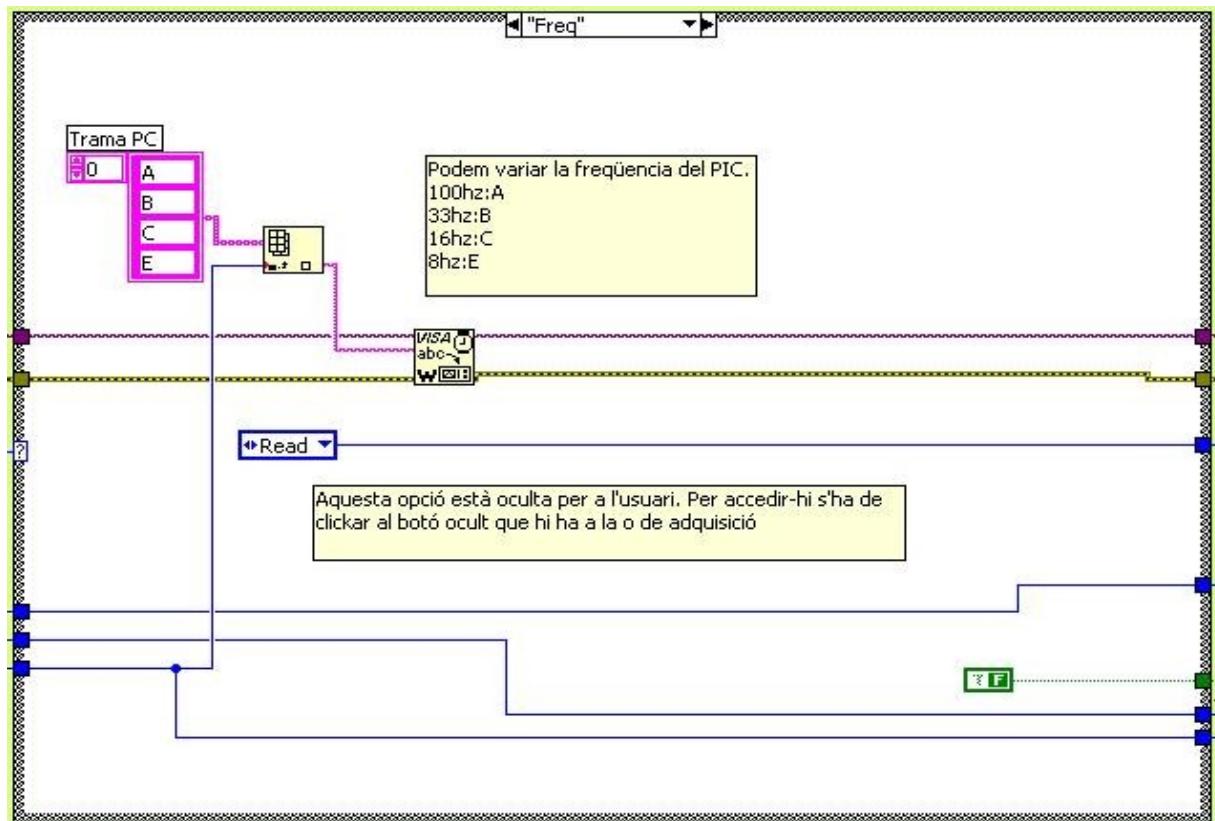 "Freq"
Trama PC
0
A
B
C
E
Podem variar la freqüencia del PIC.
100hz:A
33hz:B
16hz:C
8hz:E
VISA
abc
W
?
Read
Aquesta opció està oculta per a l'usuari. Per accedir-hi s'ha de
clickar al botó ocult que hi ha a la o de adquisició
F